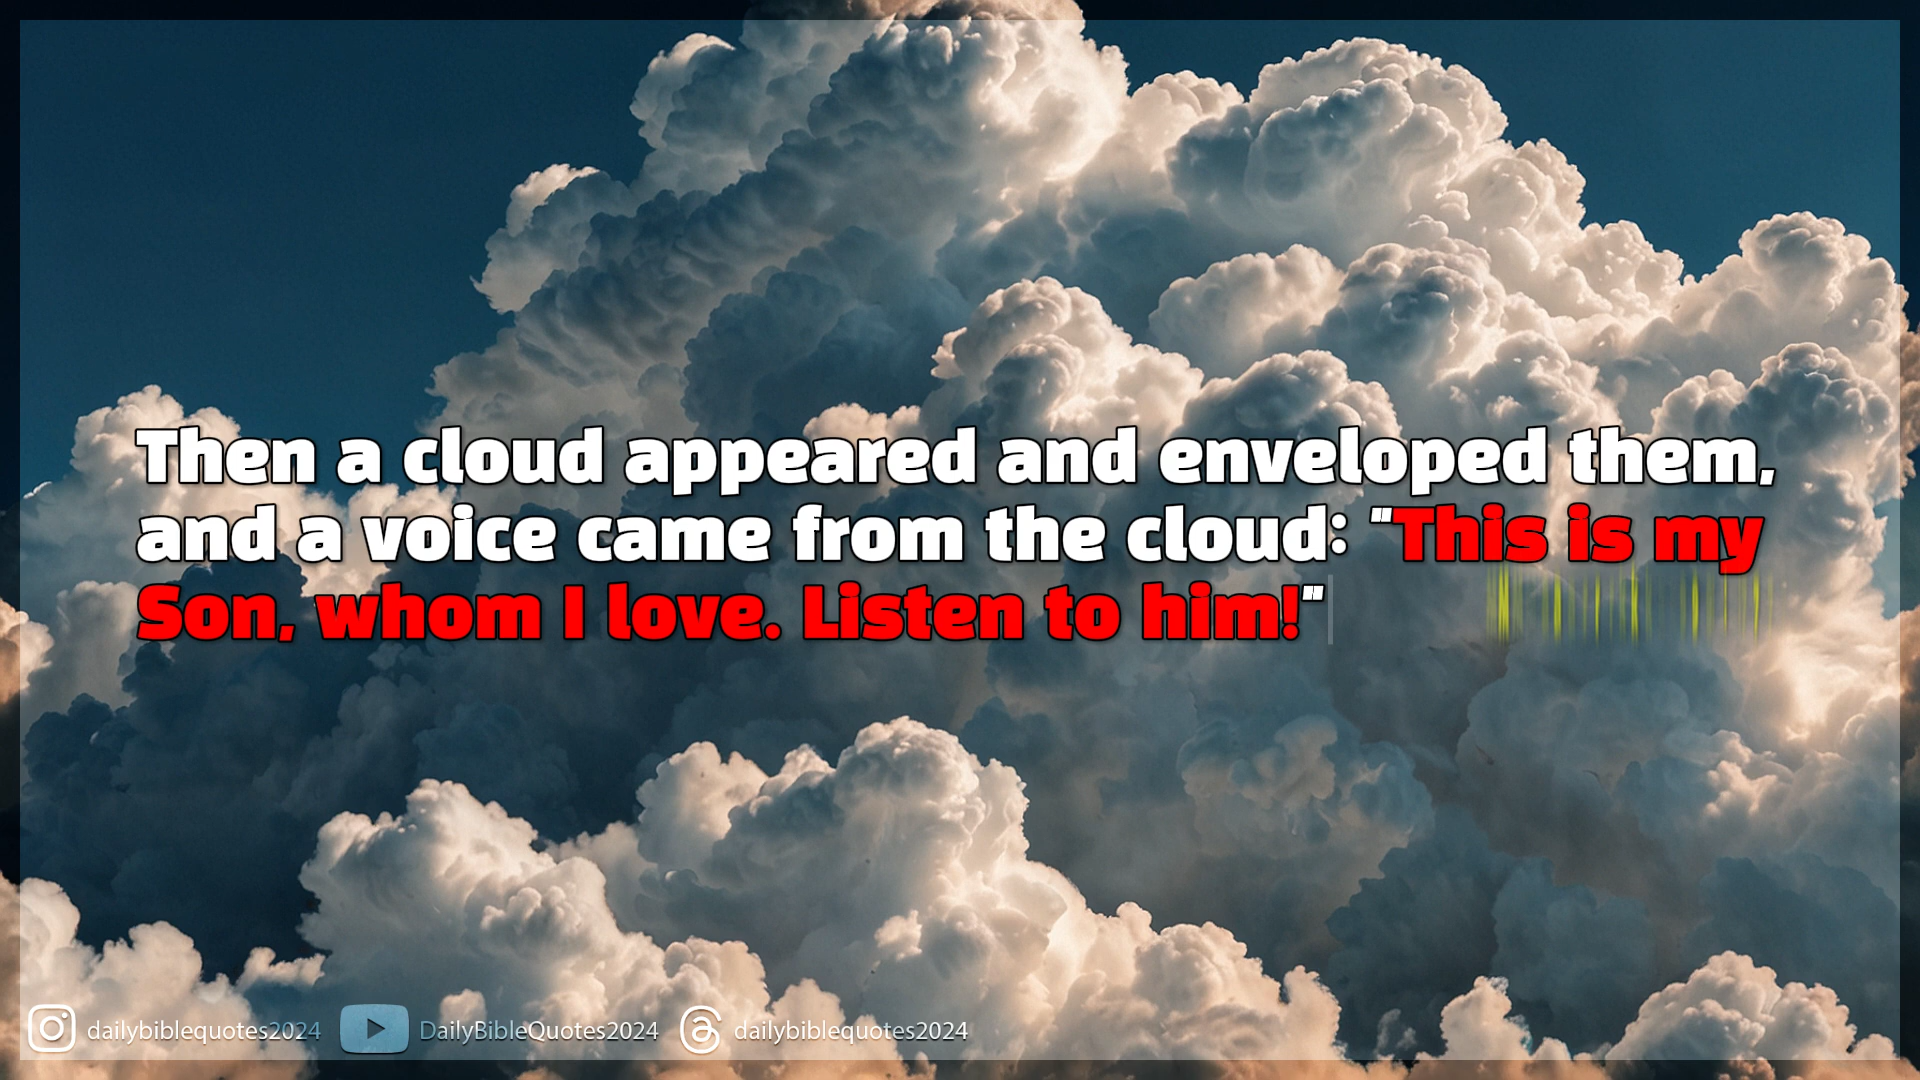 Then a cloud appeared and enveloped them,
and a voice came from the cloud: "This is my
Son, whom I love. Listen to him!"
dailybiblequotes2024 DailyBibleQuotes2024 dailybiblequotes2024